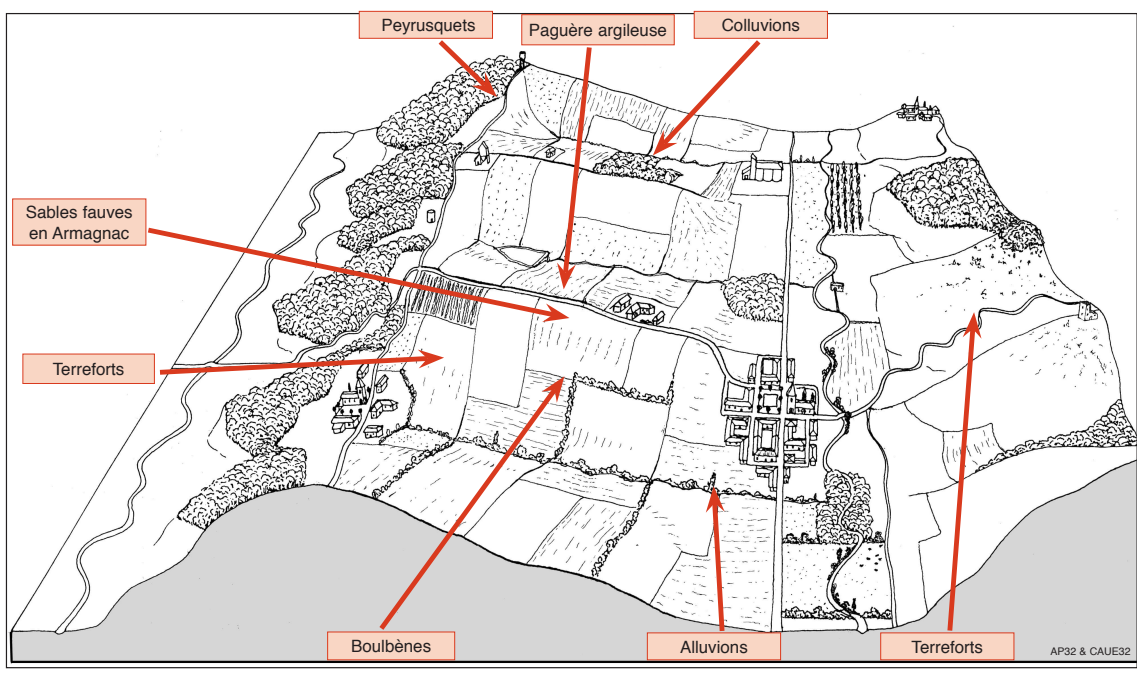 Peyrusquets
Paguère argileuse
Colluvions
Sables fauves
en Armagnac
Terreforts
Boulbènes
Alluvions
Terreforts
AP32 & CAUE32